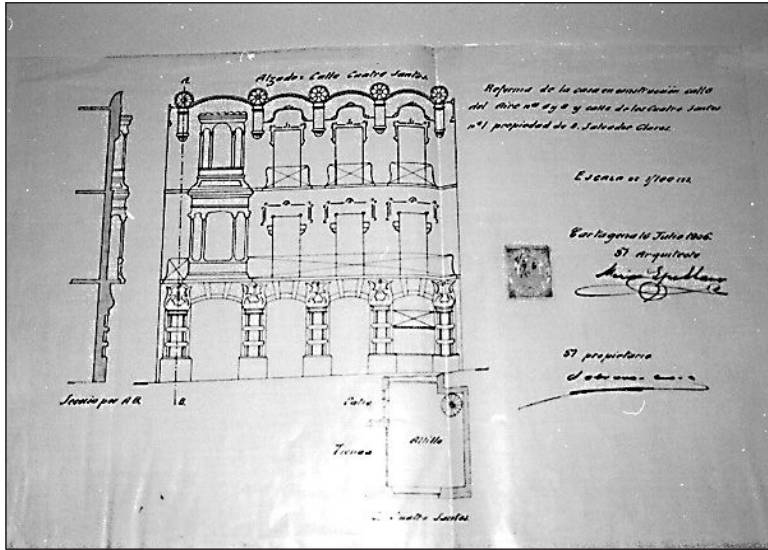 Alzado = Calle Cuatro Santos.
Reforma de la casa en construcción calle
del Aire nº y 8 y calle de los Cuatro Santos
nº 1 propiedad de D. Salvador Clares.
Escala de 1/100
Cartagena 16 Julio 1906.
El Arquitecto
El propietario
A.
B.
Sección por A B.
Tienda
Altillo
C. Cuatro Santos.